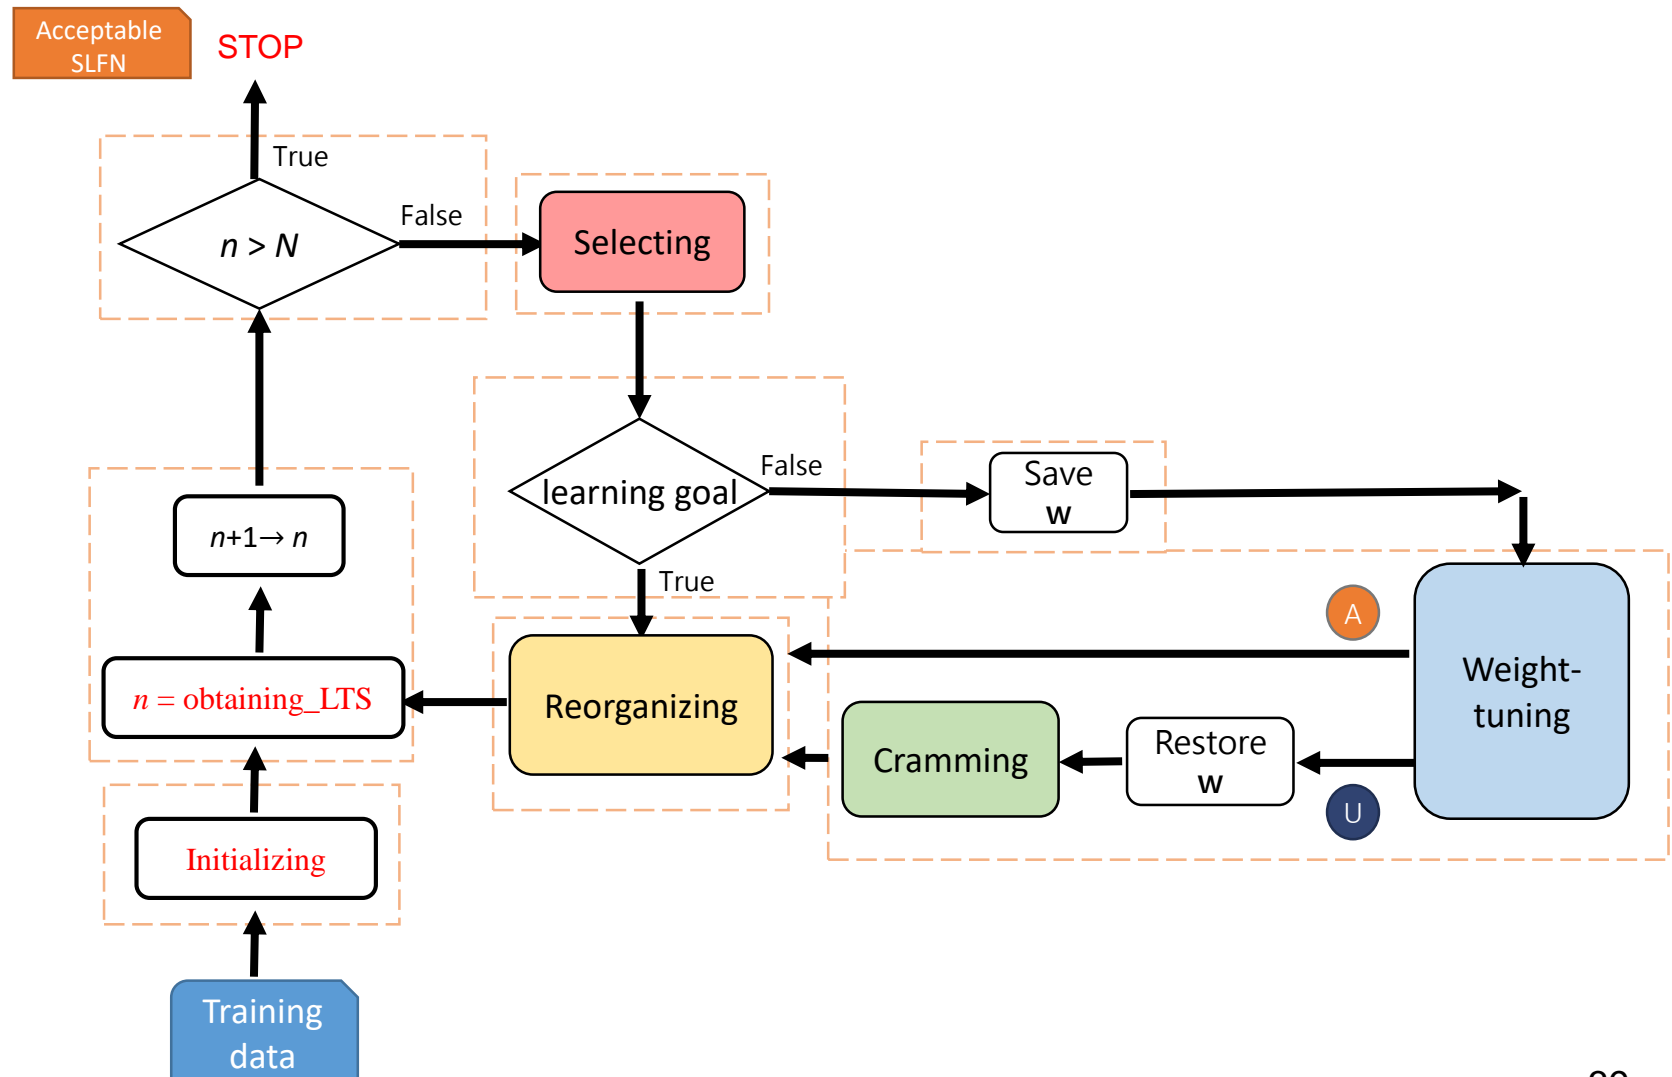 Acceptable
SLFN
STOP
True
n > N
False
Selecting
learning goal
False
True
Save
w
n+1→ n
n = obtaining_LTS
Reorganizing
A
Weight-
tuning
Cramming
Restore
w
U
Initializing
Training
data